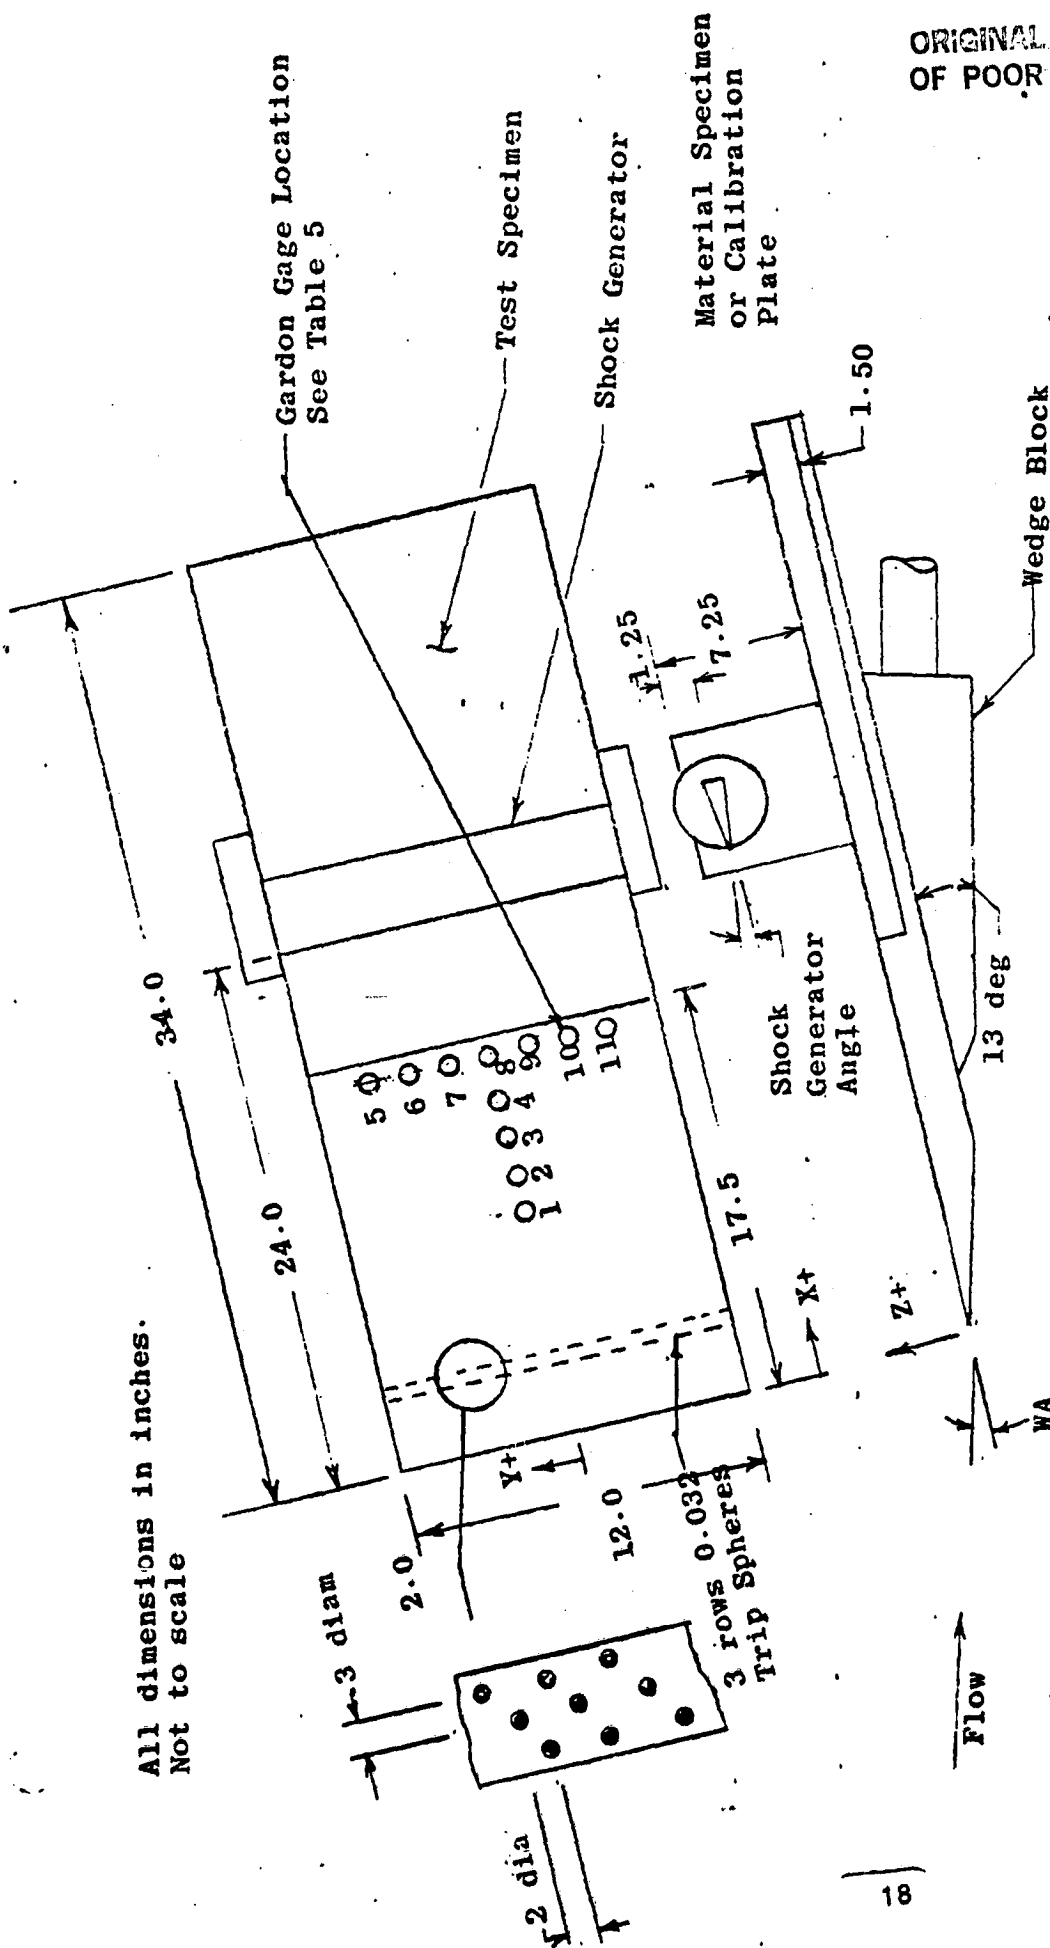 ORIGINAL
OF POOR
All dimensions in inches.
Not to scale
Gardon Gage Location
See Table 5
Test Specimen
Shock Generator
Material Specimen
or Calibration
Plate
34.0
24.0
17.5
12.0
2.0
3 diam
2 dia
3 rows 0.032
Trip Spheres
Y+
X+
Z+
1
2
3
4
5
6
7
8
9
10
11
1.25
7.25
1.50
Shock
Generator
Angle
13 deg
Wedge Block
WA
Flow
18